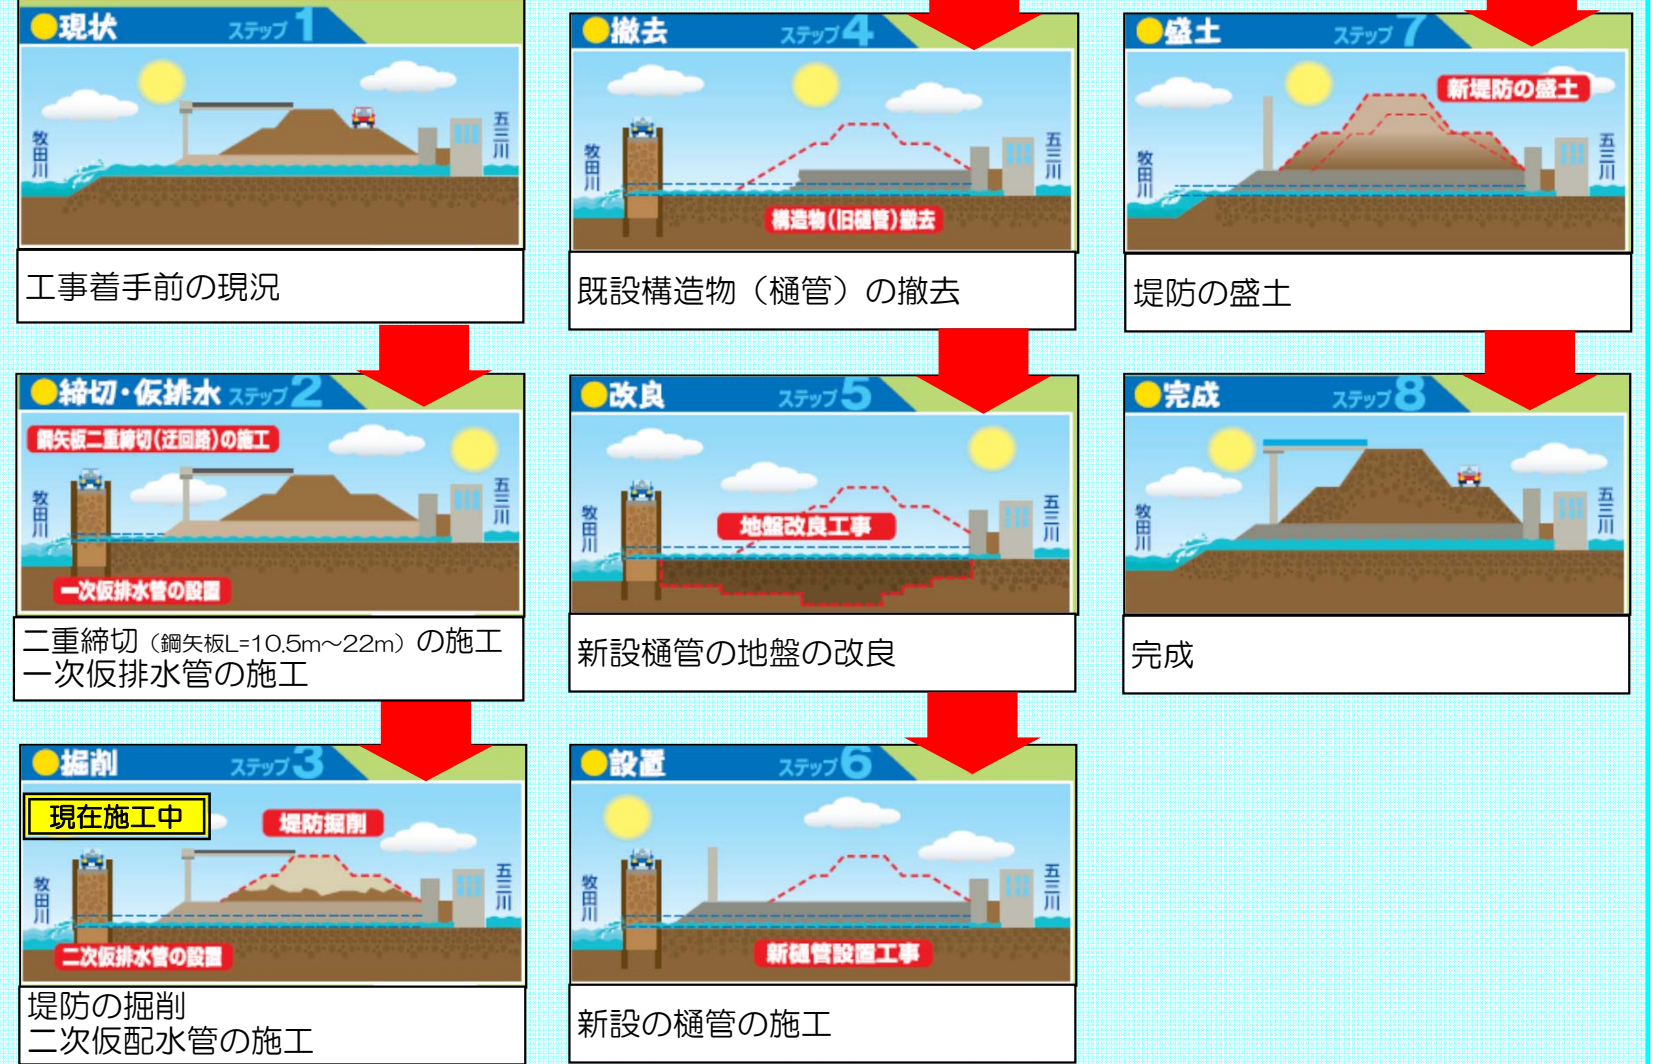 ●現状 ステップ1
牧田川
五三川
工事着手前の現況
●締切・仮排水 ステップ2
鋼矢板二重締切(迂回路)の施工
牧田川
五三川
一次仮排水管の設置
二重締切（鋼矢板L=10.5m～22m）の施工
一次仮排水管の施工
●掘削 ステップ3
現在施工中
堤防掘削
牧田川
五三川
二次仮排水管の設置
堤防の掘削
二次仮配水管の施工
●撤去 ステップ4
牧田川
五三川
構造物(旧樋管)撤去
既設構造物（樋管）の撤去
●改良 ステップ5
牧田川
五三川
地盤改良工事
新設樋管の地盤の改良
●設置 ステップ6
牧田川
五三川
新樋管設置工事
新設の樋管の施工
●盛土 ステップ7
新堤防の盛土
牧田川
五三川
堤防の盛土
●完成 ステップ8
牧田川
五三川
完成